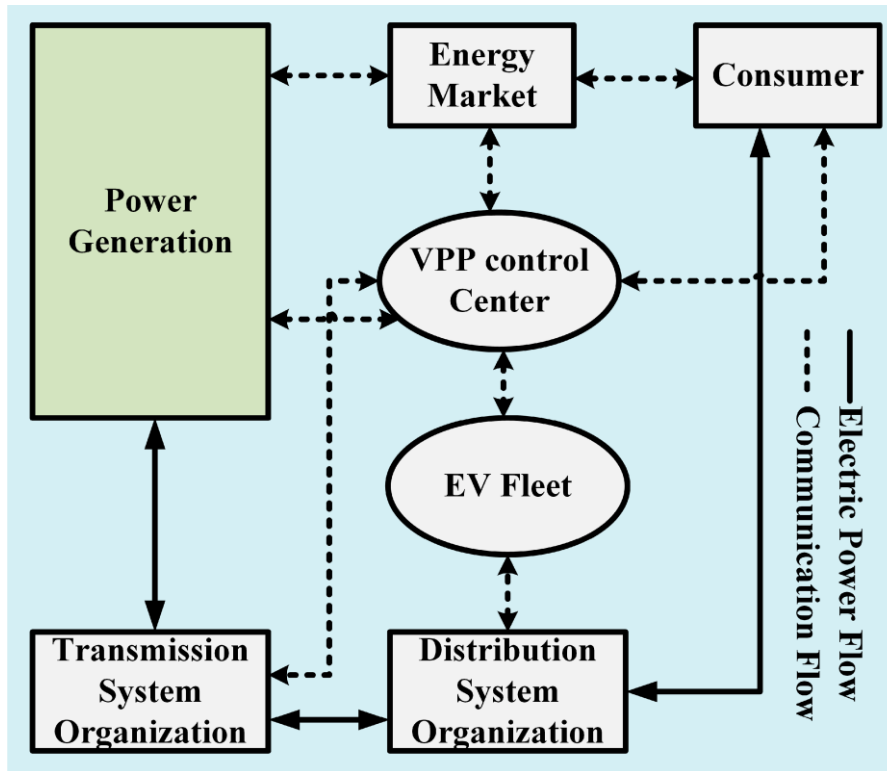 Power
Generation
Energy
Market
Consumer
VPP control
Center
EV Fleet
Transmission
System
Organization
Distribution
System
Organization
Electric Power Flow
Communication Flow